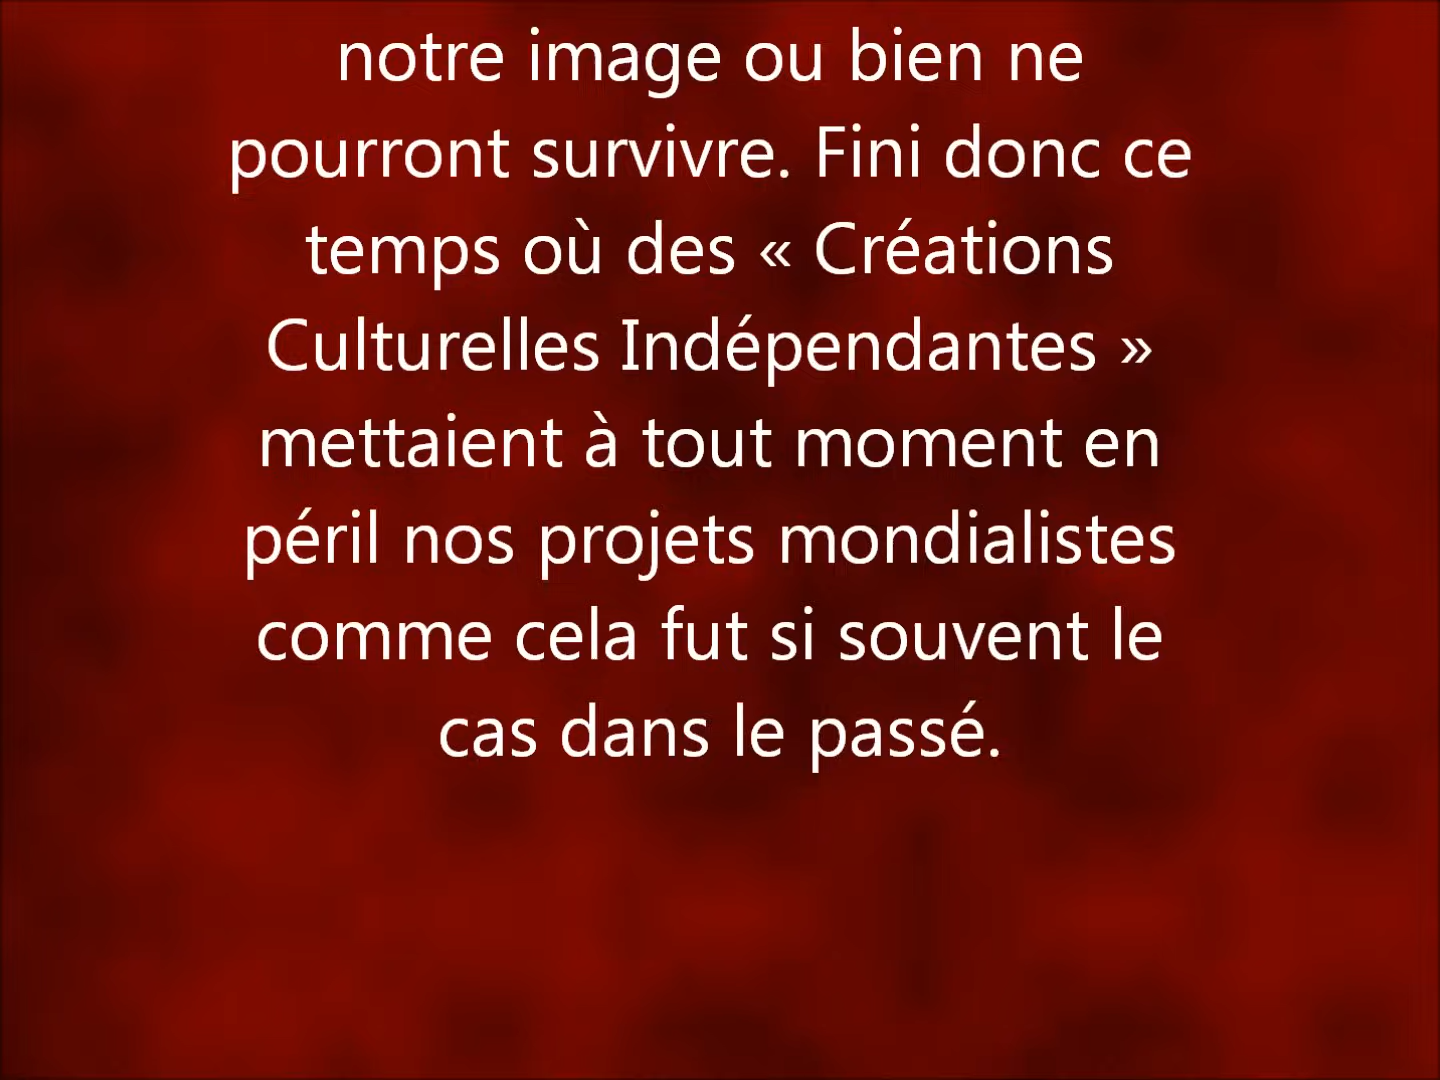 notre image ou bien ne
pourront survivre. Fini donc ce
temps où des « Créations
Culturelles Indépendantes »
mettaient à tout moment en
péril nos projets mondialistes
comme cela fut si souvent le
cas dans le passé.